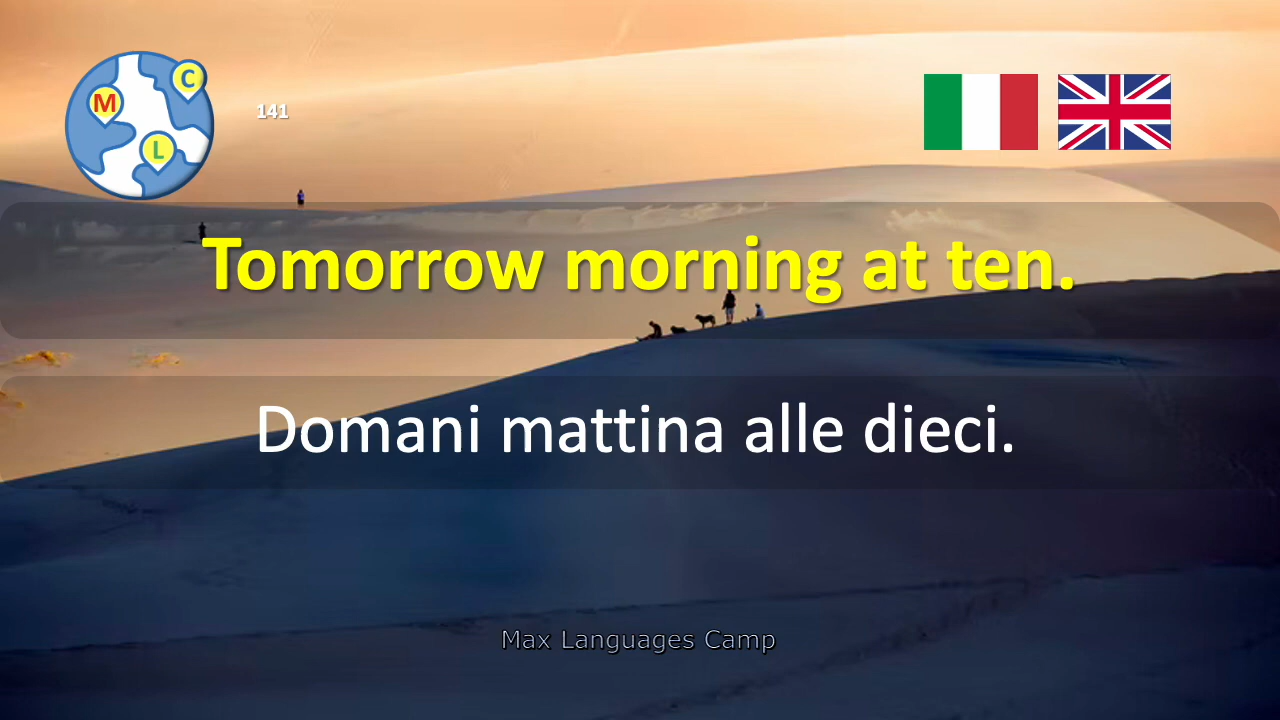 C
M
L
141
Tomorrow morning at ten.
Domani mattina alle dieci.
Max Languages Camp